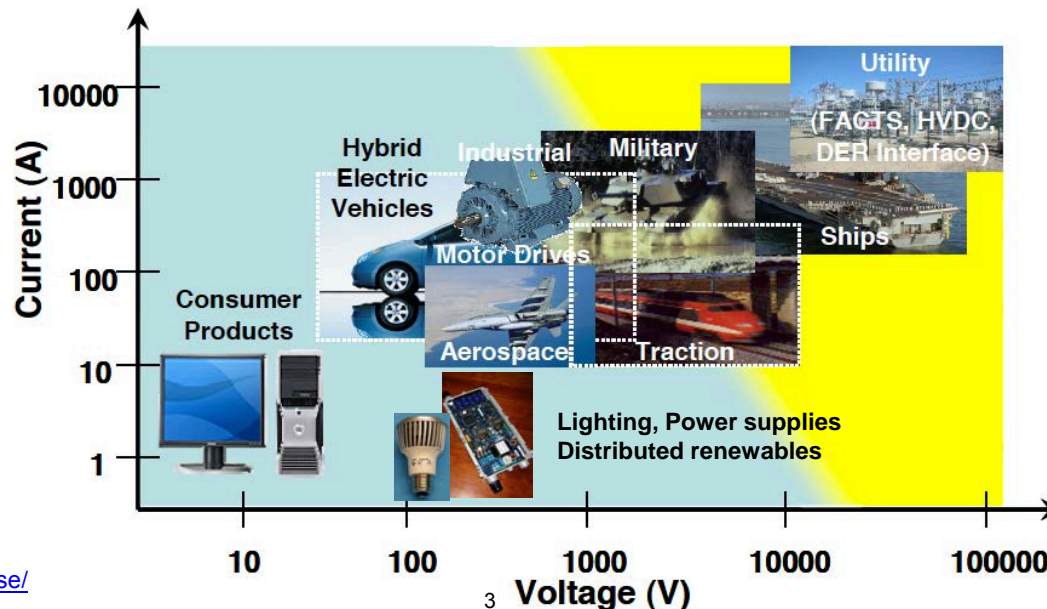 Current (A)
10000
1000
100
10
1
Utility
(FACTS, HVDC,
DER Interface)
Hybrid
Electric
Vehicles
Industrial
Military
Motor Drives
Ships
Consumer
Products
Aerospace
Traction
Lighting, Power supplies
Distributed renewables
10
100
1000
10000
100000
Voltage (V)
se/
3